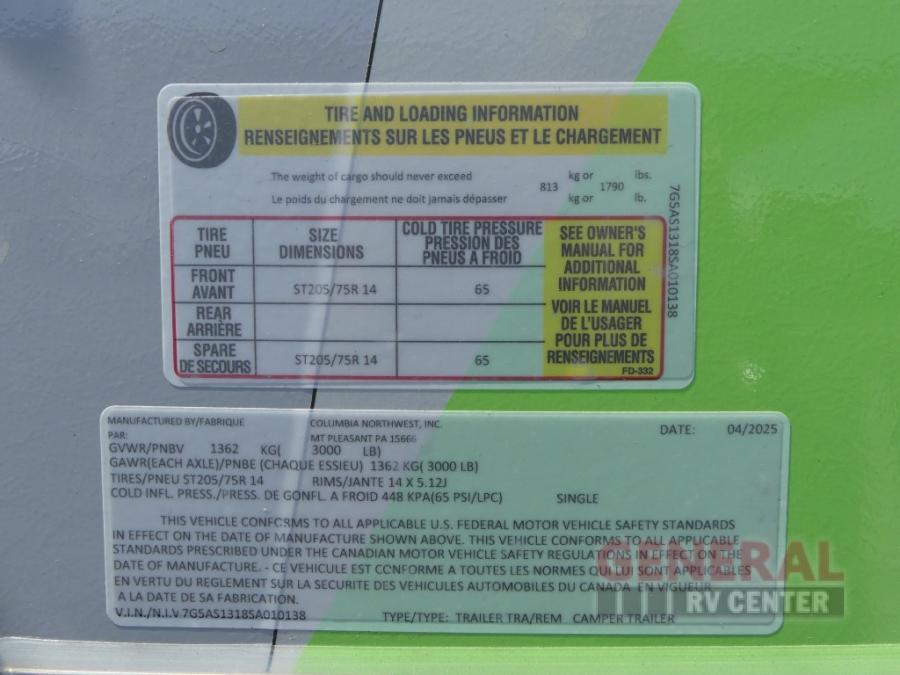 TIRE AND LOADING INFORMATION
RENSEIGNEMENTS SUR LES PNEUS ET LE CHARGEMENT
The weight of cargo should never exceed 813 kg or 1790 lbs.
Le poids du chargement ne doit jamais dépasser kg or lb.
TIRE PNEU SIZE DIMENSIONS COLD TIRE PRESSURE PRESSION DES PNEUS A FROID
FRONT AVANT ST205/75R 14 65
REAR ARRIÈRE
SPARE DE SECOURS ST205/75R 14 65
SEE OWNER'S
MANUAL FOR
ADDITIONAL
INFORMATION
VOIR LE MANUEL
DE L'USAGER
POUR PLUS DE
RENSEIGNEMENTS
FD-332
7G5AS1318SA010138
MANUFACTURED BY/FABRIQUE COLUMBIA NORTHWEST, INC. DATE: 04/2025
PAR: MT PLEASANT PA 15666
GVWR/PNBV 1362 KG( 3000 LB)
GAWR(EACH AXLE)/PNBE (CHAQUE ESSIEU) 1362 KG( 3000 LB)
TIRES/PNEU ST205/75R 14 RIMS/JANTE 14 X 5.12J
COLD INFL. PRESS./PRESS. DE GONFL. A FROID 448 KPA(65 PSI/LPC) SINGLE
THIS VEHICLE CONFORMS TO ALL APPLICABLE U.S. FEDERAL MOTOR VEHICLE SAFETY STANDARDS
IN EFFECT ON THE DATE OF MANUFACTURE SHOWN ABOVE. THIS VEHICLE CONFORMS TO ALL APPLICABLE
STANDARDS PRESCRIBED UNDER THE CANADIAN MOTOR VEHICLE SAFETY REGULATIONS IN EFFECT ON THE
DATE OF MANUFACTURE. - CE VEHICULE EST CONFORME A TOUTES LES NORMES QUI LUI SONT APPLICABLES
EN VERTU DU REGLEMENT SUR LA SECURITE DES VEHICULES AUTOMOBILES DU CANADA EN VIGUEUR
A LA DATE DE SA FABRICATION.
V.I.N./N.I.V 7G5AS1318SA010138 TYPE/TYPE: TRAILER TRA/REM CAMPER TRAILER
GENERAL
RV CENTER